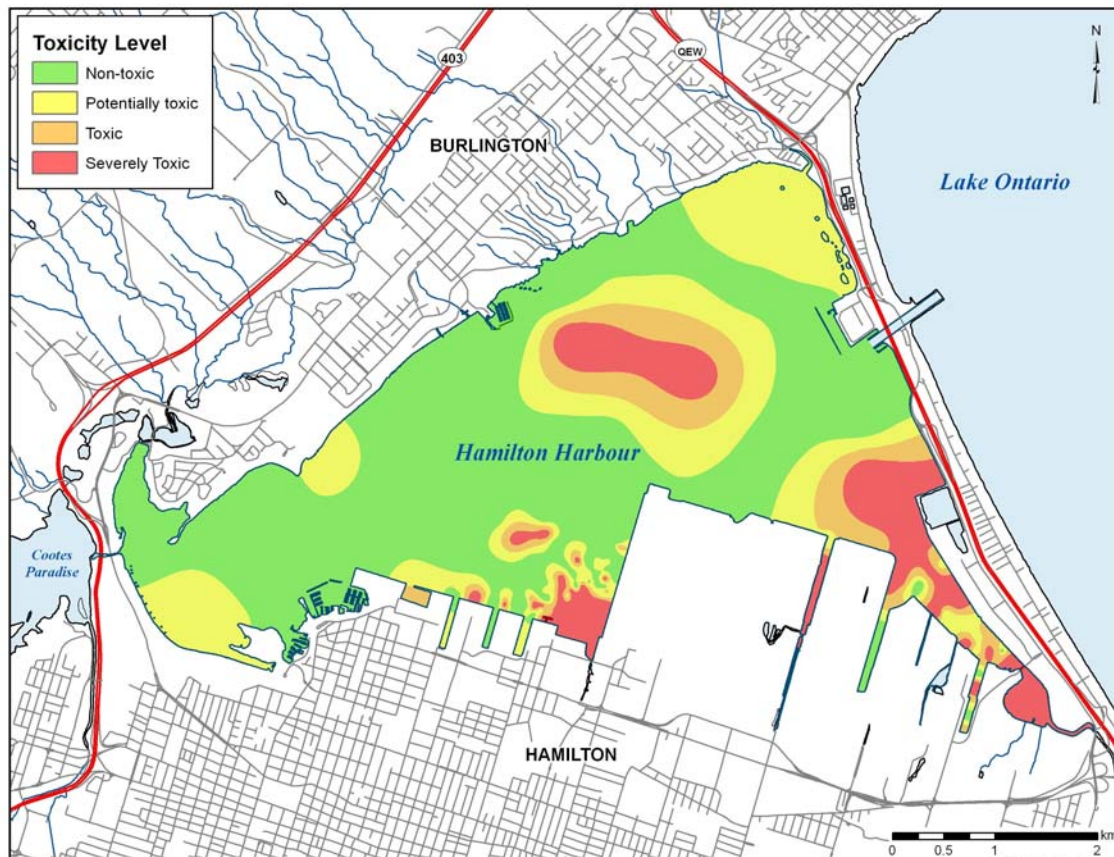 Toxicity Level
Non-toxic
Potentially toxic
Toxic
Severely Toxic
403
QEW
N
BURLINGTON
Lake Ontario
Hamilton Harbour
Cootes
Paradise
HAMILTON
0 0.5 1 2
km